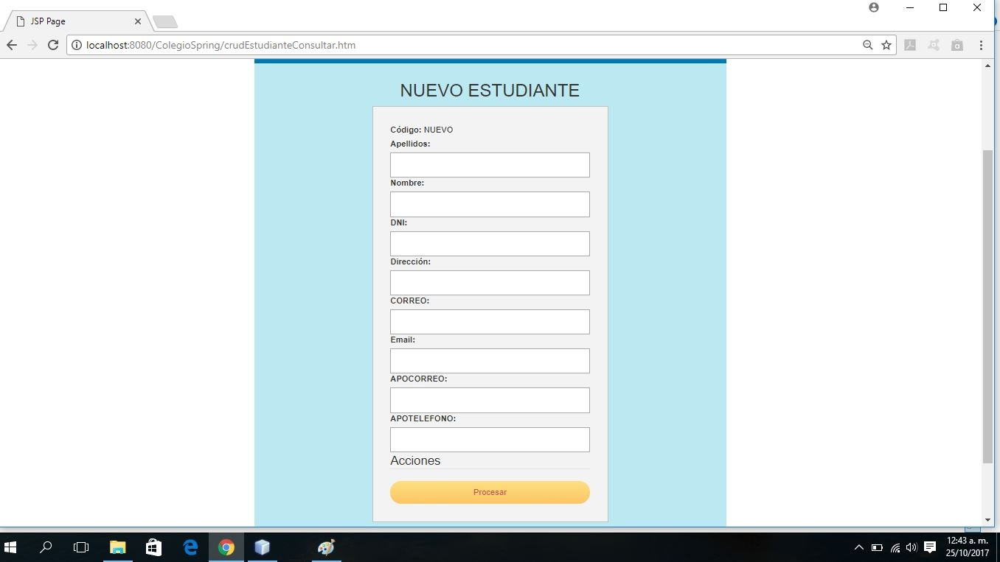 JSP Page
localhost:8080/ColegioSpring/crudEstudianteConsultar.htm
NUEVO ESTUDIANTE
Código: NUEVO
Apellidos:
Nombre:
DNI:
Dirección:
CORREO:
Email:
APOCORREO:
APOTELEFONO:
Acciones
Procesar
12:43 a. m.
25/10/2017